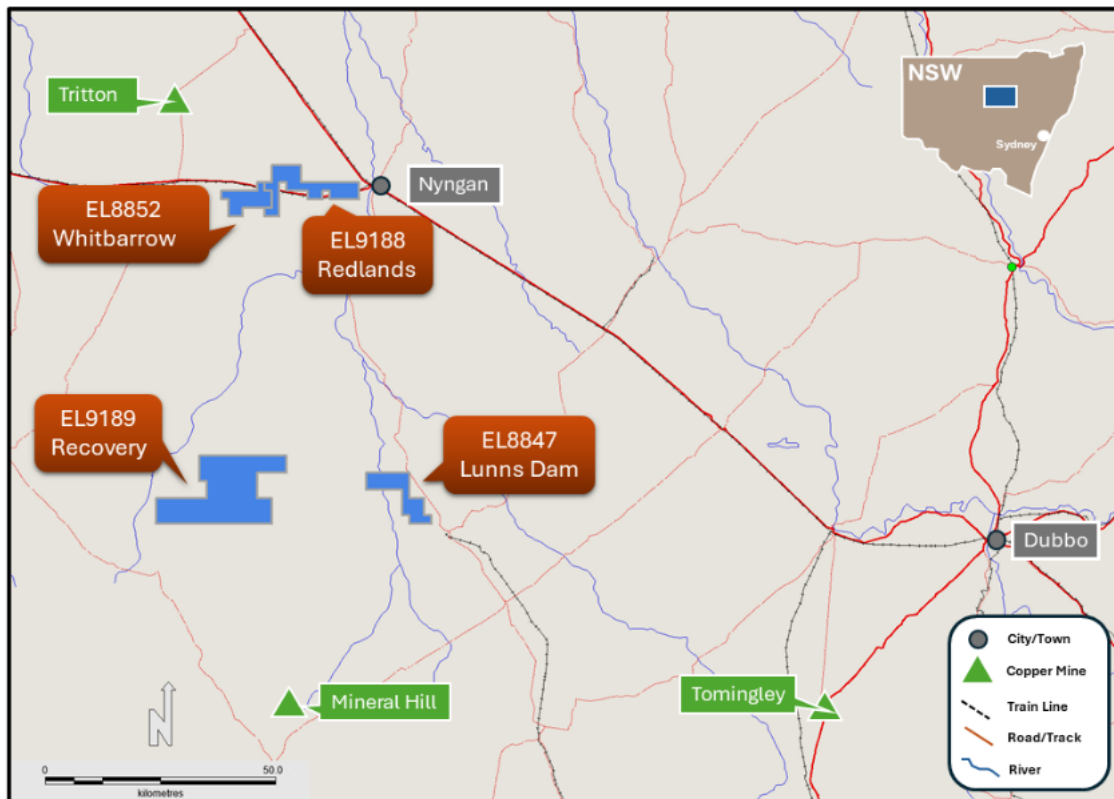 NSW
Sydney
Tritton
Nyngan
EL8852
Whitbarrow
EL9188
Redlands
EL9189
Recovery
EL8847
Lunns Dam
Dubbo
Mineral Hill
Tomingley
City/Town
Copper Mine
Train Line
Road/Track
River
N
0
50.0
kilometres